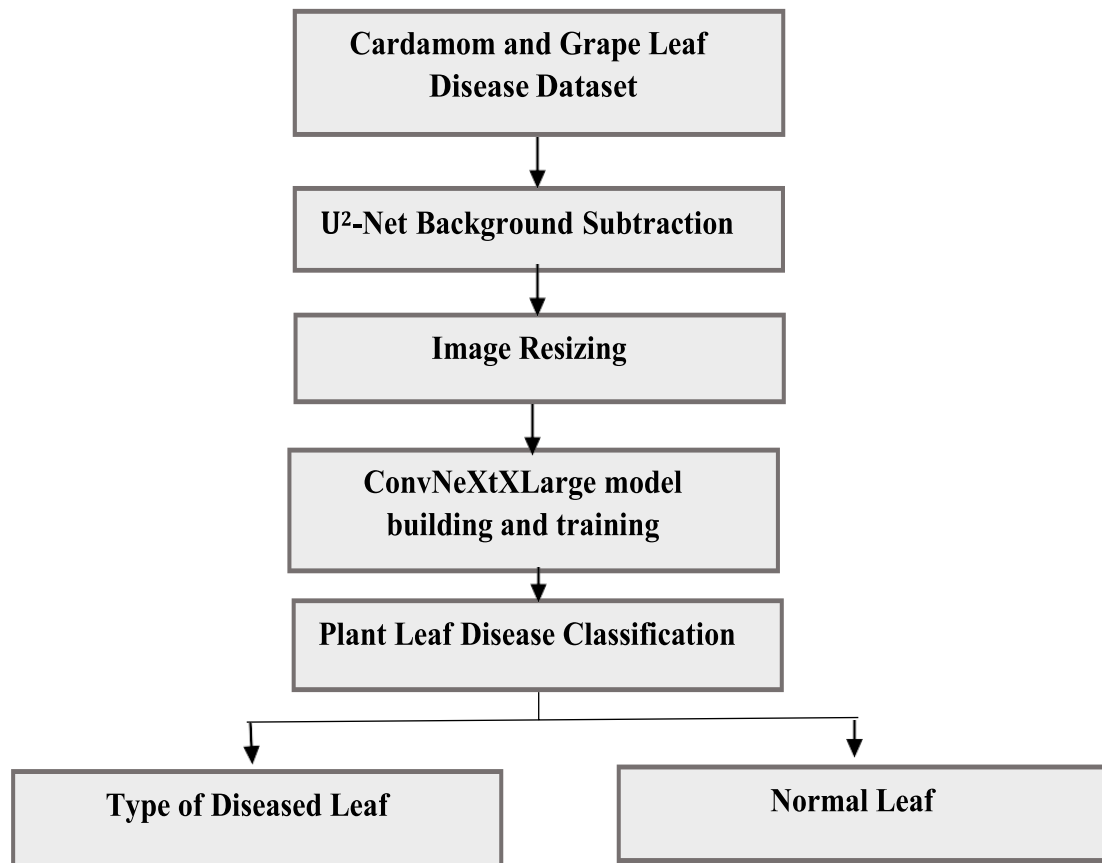 Cardamom and Grape Leaf
Disease Dataset
U²-Net Background Subtraction
Image Resizing
ConvNeXtXLarge model
building and training
Plant Leaf Disease Classification
Type of Diseased Leaf
Normal Leaf